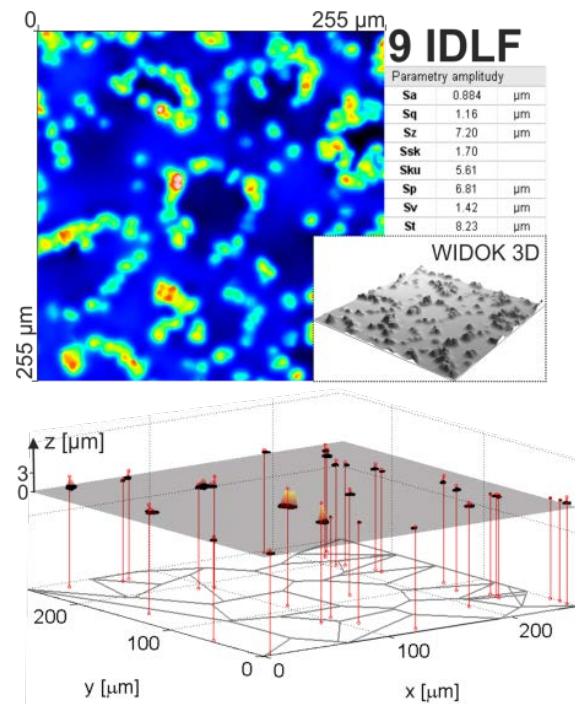 0
255 µm
9 IDLF
Parametry amplitudy
Sa 0.884 µm
Sq 1.16 µm
Sz 7.20 µm
Ssk 1.70
Sku 5.61
Sp 6.81 µm
Sv 1.42 µm
St 8.23 µm
WIDOK 3D
255 µm
z [µm]
3
0
200
100
0
0
100
200
y [µm]
x [µm]